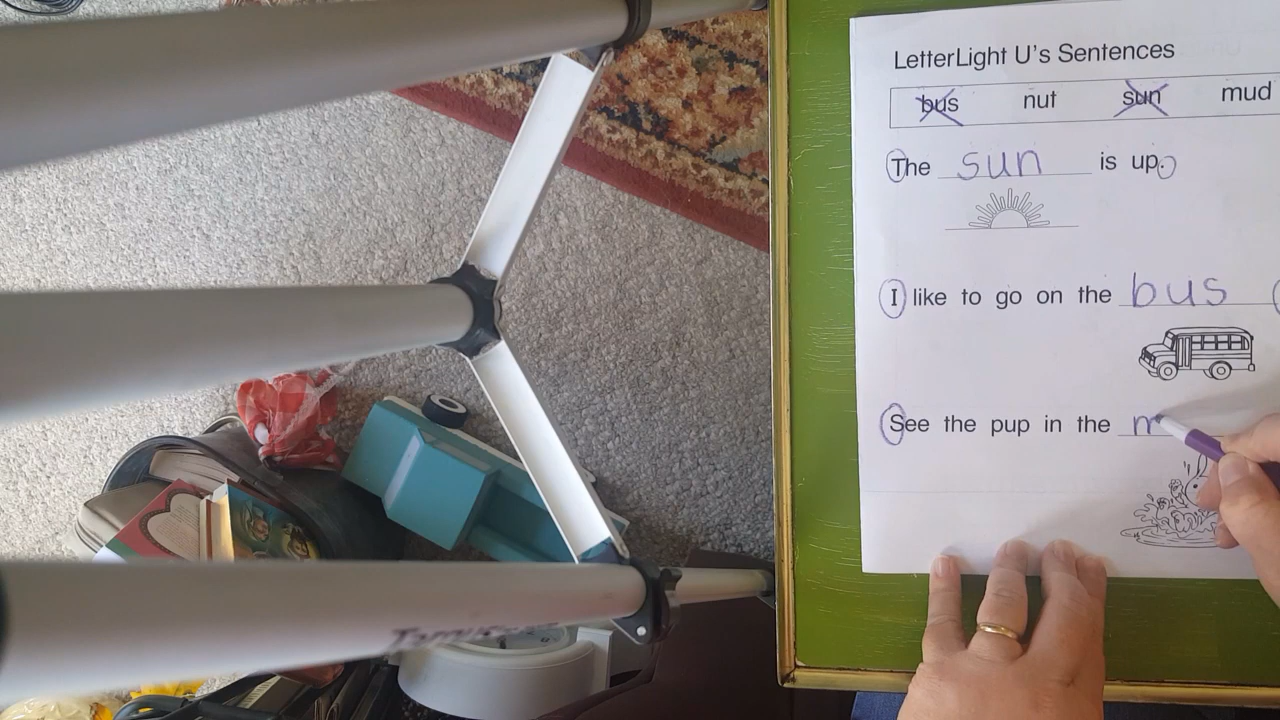 LetterLight U's Sentences
bus nut sun mud
The sun is up.
I like to go on the bus
See the pup in the m